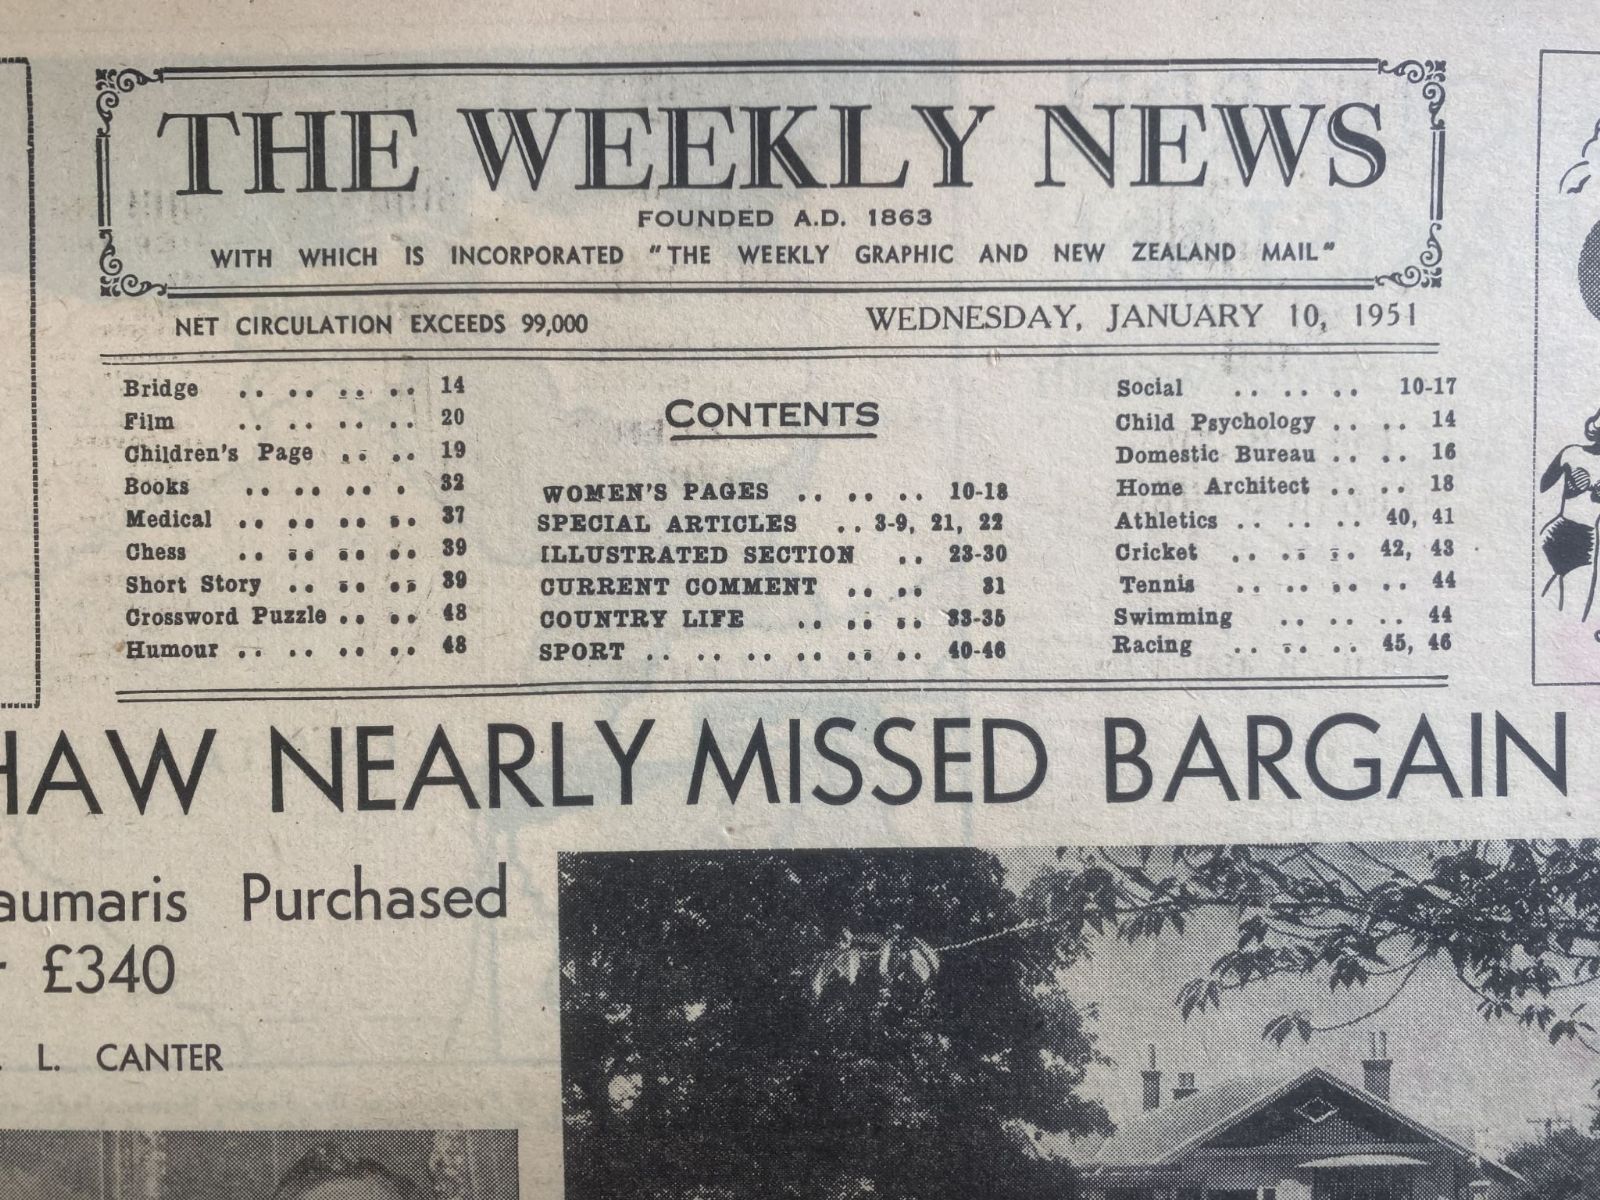 THE WEEKLY NEWS
FOUNDED A.D. 1863
WITH WHICH IS INCORPORATED "THE WEEKLY GRAPHIC AND NEW ZEALAND MAIL"
NET CIRCULATION EXCEEDS 99,000
WEDNESDAY, JANUARY 10, 1951
Bridge .. .. .. .. 14
Film .. .. .. .. 20
Children's Page .. .. 19
Books .. .. .. . 32
Medical .. .. .. .. 37
Chess .. .. .. .. 39
Short Story .. .. .. 39
Crossword Puzzle .. .. 48
Humour .. .. .. .. 48
CONTENTS
WOMEN'S PAGES .. .. .. 10-18
SPECIAL ARTICLES .. 3-9, 21, 22
ILLUSTRATED SECTION .. 23-30
CURRENT COMMENT .. .. 31
COUNTRY LIFE .. .. .. 33-35
SPORT .. .. .. .. .. .. 40-46
Social .. .. .. 10-17
Child Psychology .. .. 14
Domestic Bureau .. .. 16
Home Architect .. .. 18
Athletics .. .. .. 40, 41
Cricket .. .. .. 42, 43
Tennis .. .. .. .. 44
Swimming .. .. .. 44
Racing .. .. .. 45, 46
HAW NEARLY MISSED BARGAIN
aumaris Purchased
r £340
. L. CANTER